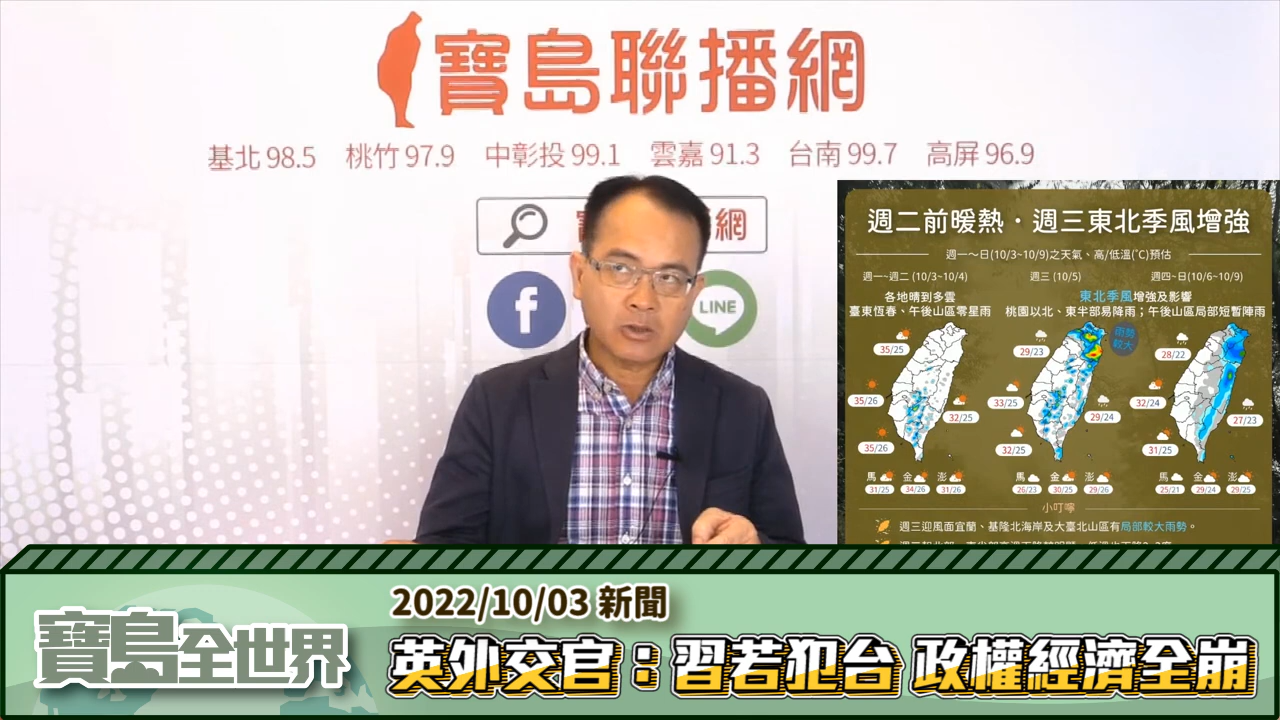 寶島聯播網
基北 98.5 桃竹 97.9 中彰投 99.1 雲嘉 91.3 台南 99.7 高屏 96.9
網
f
LINE
週二前暖熱・週三東北季風增強
週一～日(10/3~10/9)之天氣、高/低溫(°C)預估
週一~週二 (10/3~10/4) 週三 (10/5) 週四~日(10/6~10/9)
各地晴到多雲 東北季風增強及影響
臺東恆春、午後山區零星雨 桃園以北、東半部易降雨；午後山區局部短暫陣雨
雨勢較大
35/25 29/23 28/22
35/26 32/25 33/25 29/24 32/24 27/23
35/26 32/25 31/25
馬 金 澎 馬 金 澎 馬 金 澎
31/25 34/26 31/26 26/23 30/25 29/26 25/21 29/24 29/25
小叮嚀
週三迎風面宜蘭、基隆北海岸及大臺北山區有局部較大雨勢。
寶島全世界
2022/10/03 新聞
英外交官：習若犯台 政權經濟全崩